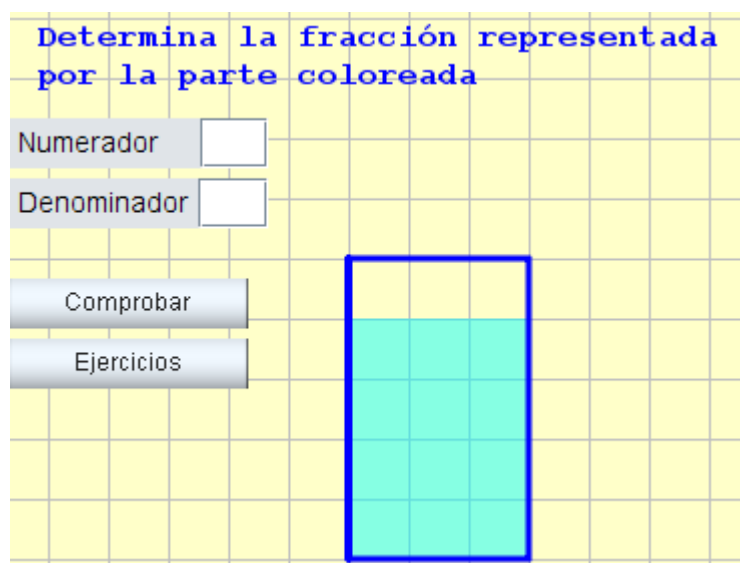 Determina la fracción representada
por la parte coloreada
Numerador
Denominador
Comprobar
Ejercicios